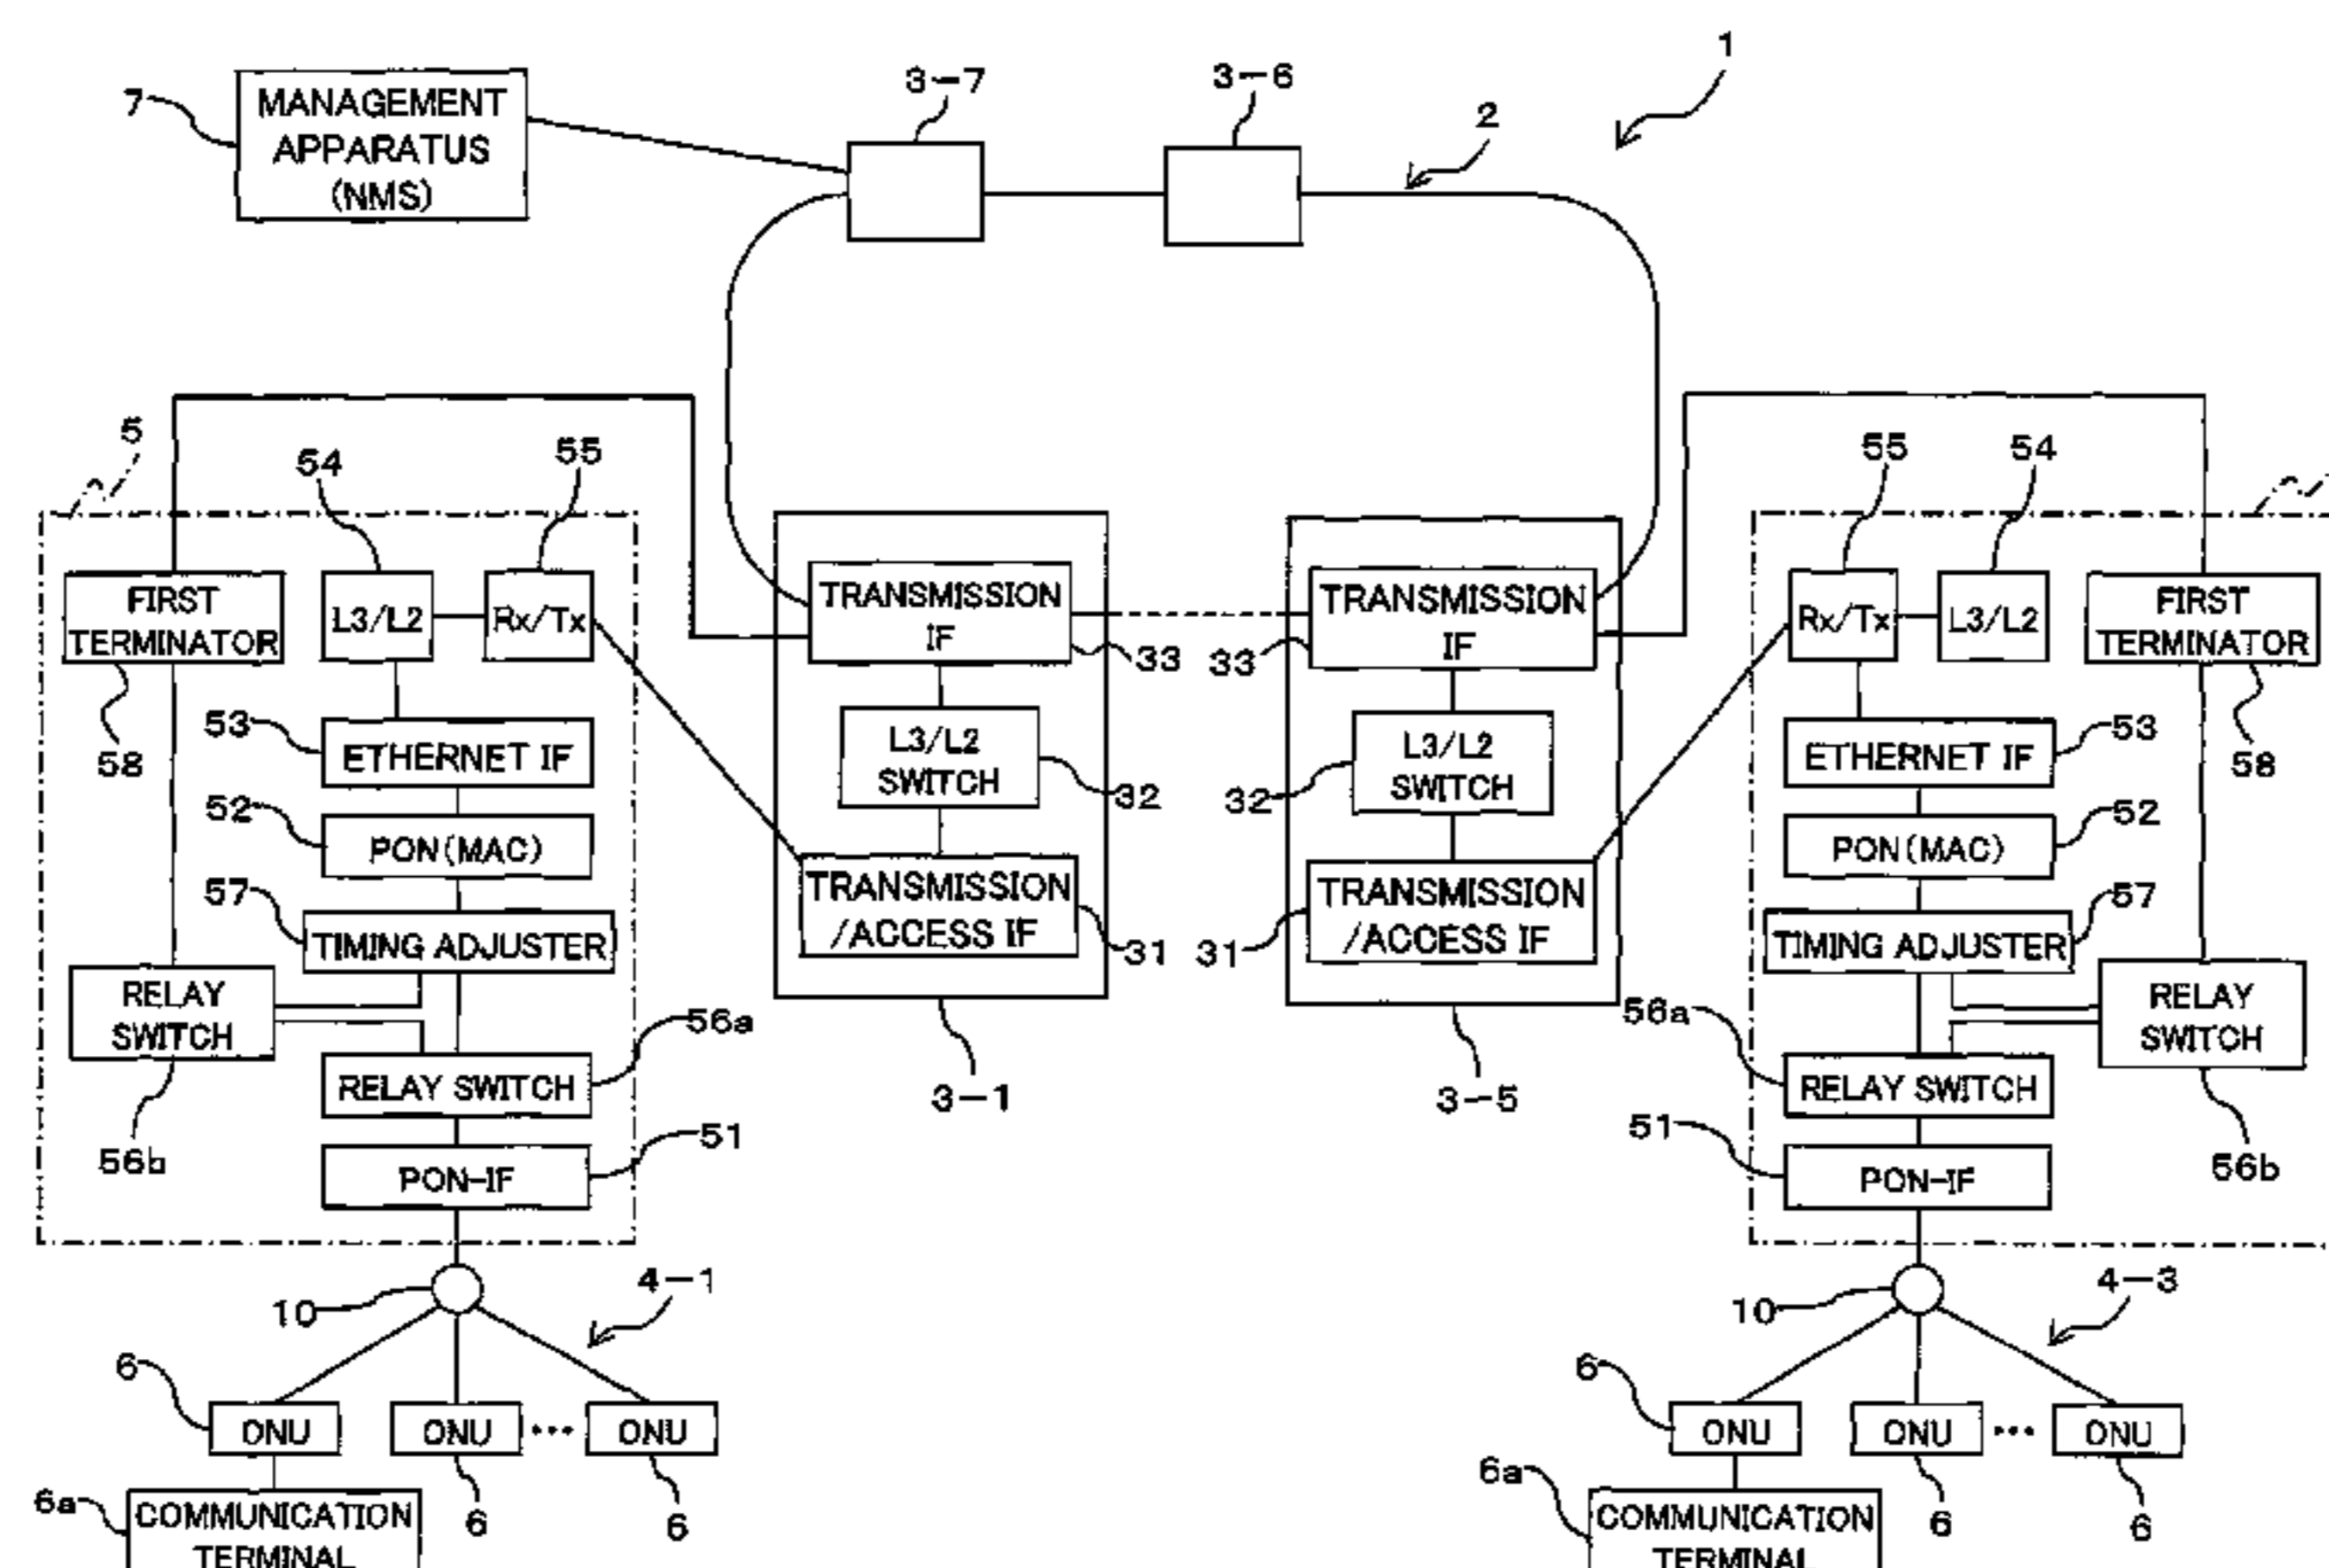 1
3-7
3-6
2
7
MANAGEMENT
APPARATUS
(NMS)
5
54
55
55
54
FIRST
TERMINATOR
L3/L2
Rx/Tx
TRANSMISSION
IF
33
33
TRANSMISSION
IF
Rx/Tx
L3/L2
FIRST
TERMINATOR
58
53
ETHERNET IF
L3/L2
SWITCH
32
32
L3/L2
SWITCH
ETHERNET IF
53
58
52
PON(MAC)
PON(MAC)
52
57
TIMING ADJUSTER
TRANSMISSION
/ACCESS IF
31
31
TRANSMISSION
/ACCESS IF
TIMING ADJUSTER
57
RELAY
SWITCH
56a
56a
RELAY
SWITCH
RELAY SWITCH
3-1
3-5
RELAY SWITCH
56b
51
PON-IF
51
PON-IF
56b
10
4-1
10
4-3
6
ONU
ONU
...
ONU
6
ONU
ONU
...
ONU
6a
COMMUNICATION
TERMINAL
6
6
6a
COMMUNICATION
TERMINAL
6
6